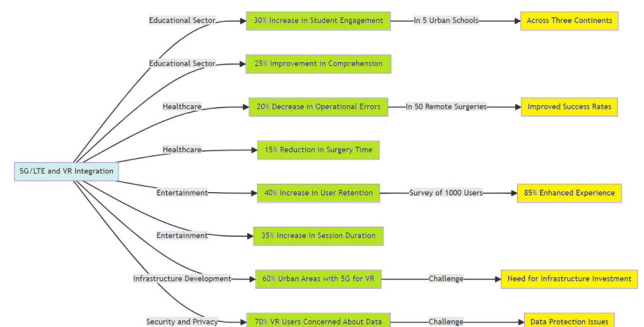 Educational Sector 30% Increase in Student Engagement In 5 Urban Schools Across Three Continents
Educational Sector 25% Improvement in Comprehension
Healthcare 20% Decrease in Operational Errors In 50 Remote Surgeries Improved Success Rates
Healthcare 15% Reduction in Surgery Time
5G/LTE and VR Integration
Entertainment 40% Increase in User Retention Survey of 1000 Users 85% Enhanced Experience
Entertainment 35% Increase in Session Duration
Infrastructure Development 60% Urban Areas with 5G for VR Challenge Need for Infrastructure Investment
Security and Privacy 70% VR Users Concerned About Data Challenge Data Protection Issues